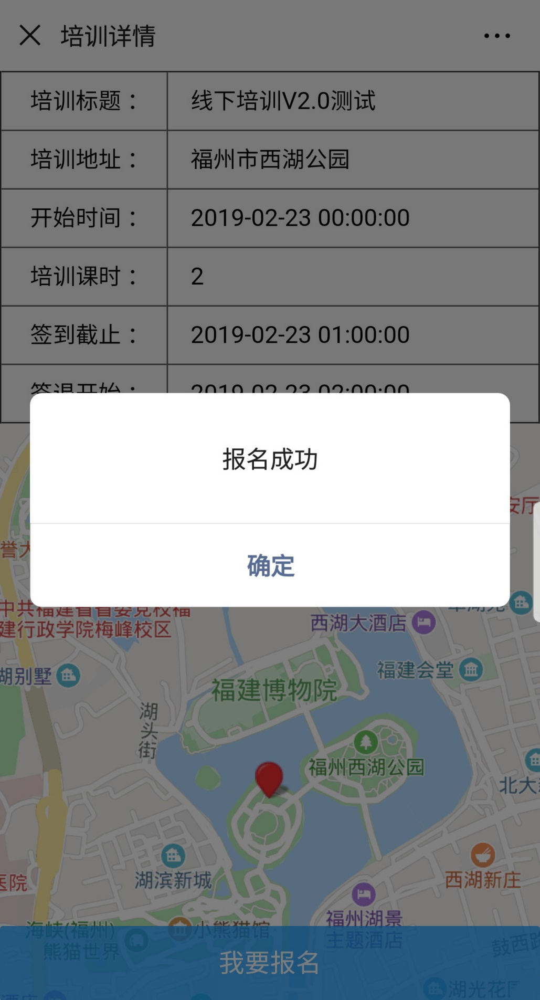 培训详情
培训标题：
线下培训V2.0测试
培训地址：
福州市西湖公园
开始时间：
2019-02-23 00:00:00
培训课时：
2
签到截止：
2019-02-23 01:00:00
签退开始：
2019-02-23 02:00:00
报名成功
安厅
誉大
确定
中共福建省省委党校福
建行政学院梅峰校区
西湖大酒店
福建会堂
湖别墅
福建博物院
湖头街
福州西湖公园
北大
湖滨新城
西湖新庄
医院
福州湖景
主题酒店
海峡(福州)
熊猫世界
小熊猫馆
鼓西路
我要报名
湖光花
酒店